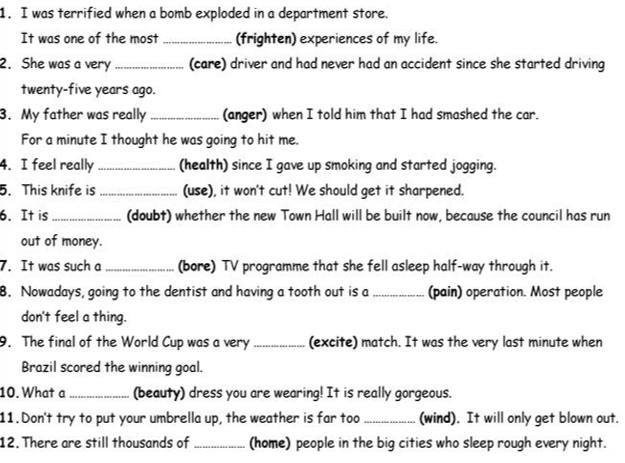 1. I was terrified when a bomb exploded in a department store.
It was one of the most ........................ (frighten) experiences of my life.
2. She was a very ........................ (care) driver and had never had an accident since she started driving
twenty-five years ago.
3. My father was really ........................ (anger) when I told him that I had smashed the car.
For a minute I thought he was going to hit me.
4. I feel really ........................... (health) since I gave up smoking and started jogging.
5. This knife is ........................... (use), it won't cut! We should get it sharpened.
6. It is ........................ (doubt) whether the new Town Hall will be built now, because the council has run
out of money.
7. It was such a ........................ (bore) TV programme that she fell asleep half-way through it.
8. Nowadays, going to the dentist and having a tooth out is a .................. (pain) operation. Most people
don't feel a thing.
9. The final of the World Cup was a very .................. (excite) match. It was the very last minute when
Brazil scored the winning goal.
10. What a ..................... (beauty) dress you are wearing! It is really gorgeous.
11. Don't try to put your umbrella up, the weather is far too .................. (wind). It will only get blown out.
12. There are still thousands of .................. (home) people in the big cities who sleep rough every night.